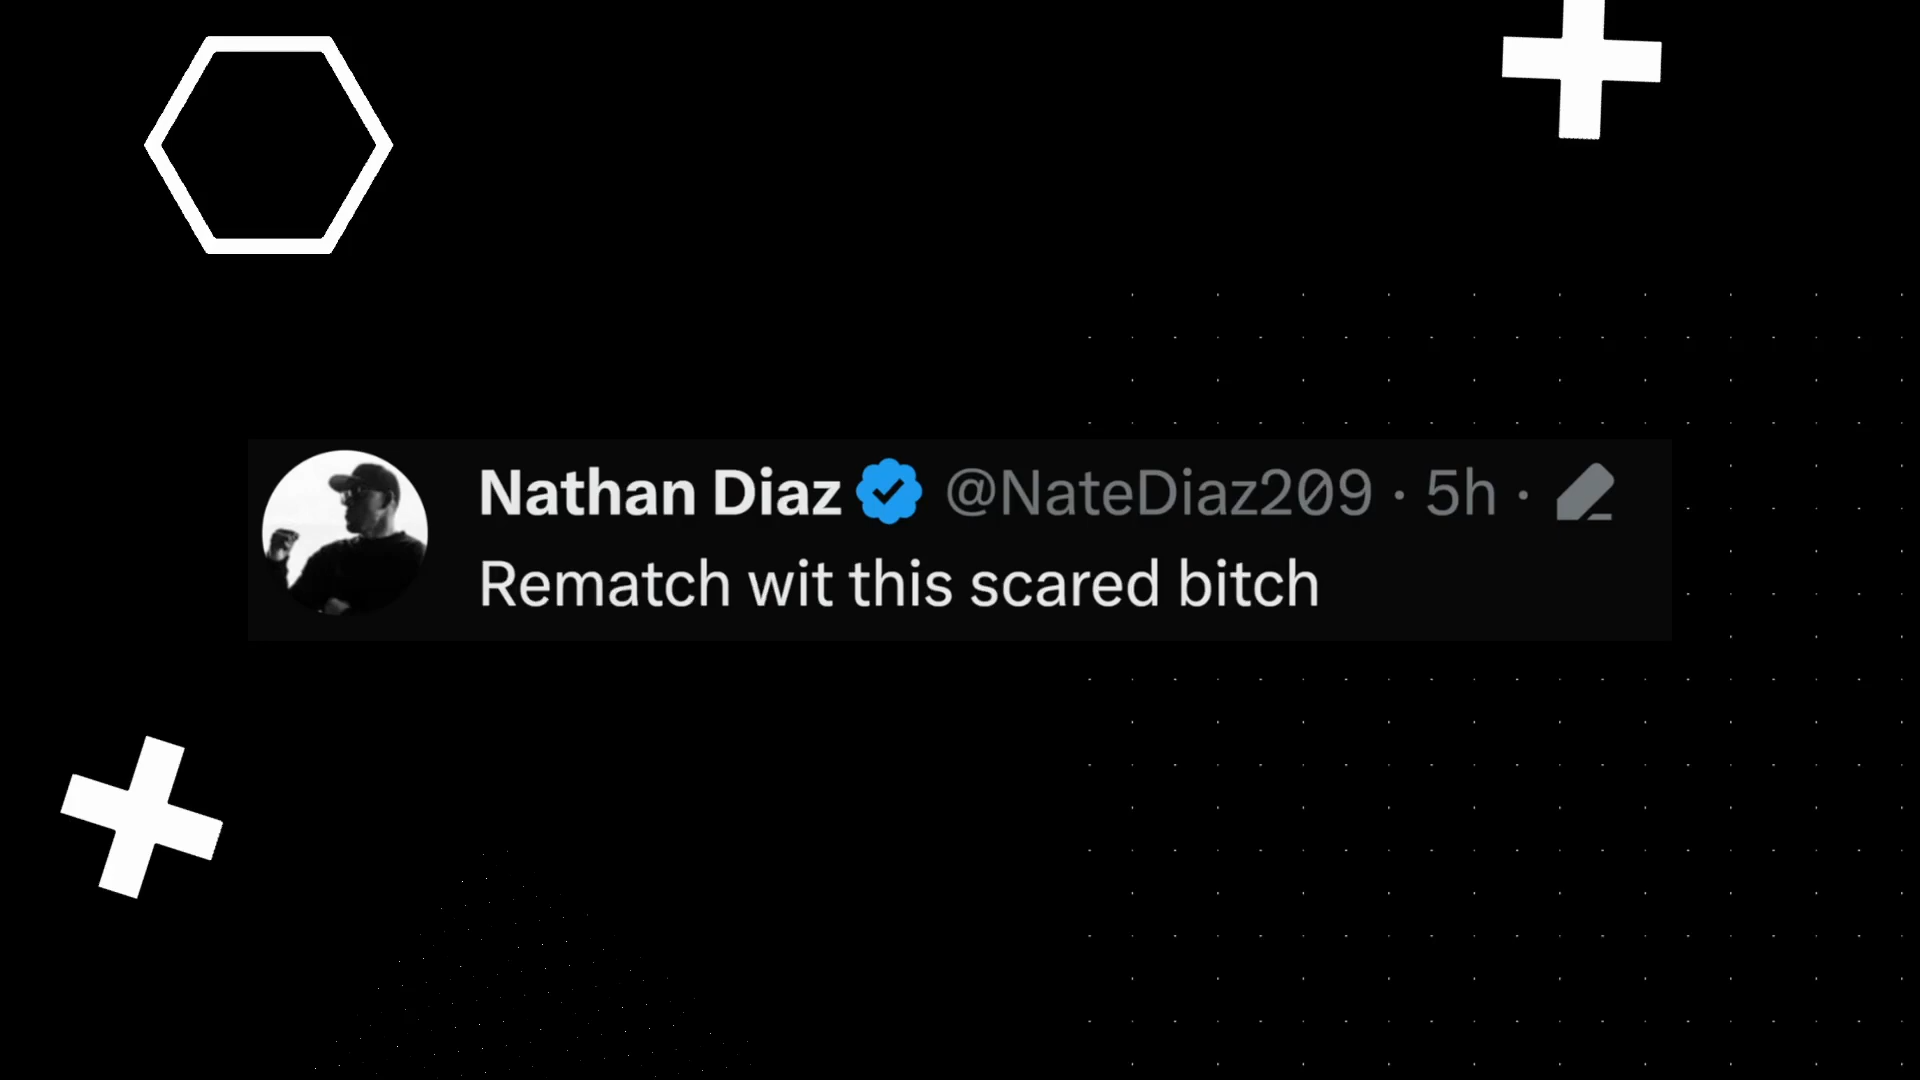 Nathan Diaz @NateDiaz209 · 5h ·
Rematch wit this scared bitch